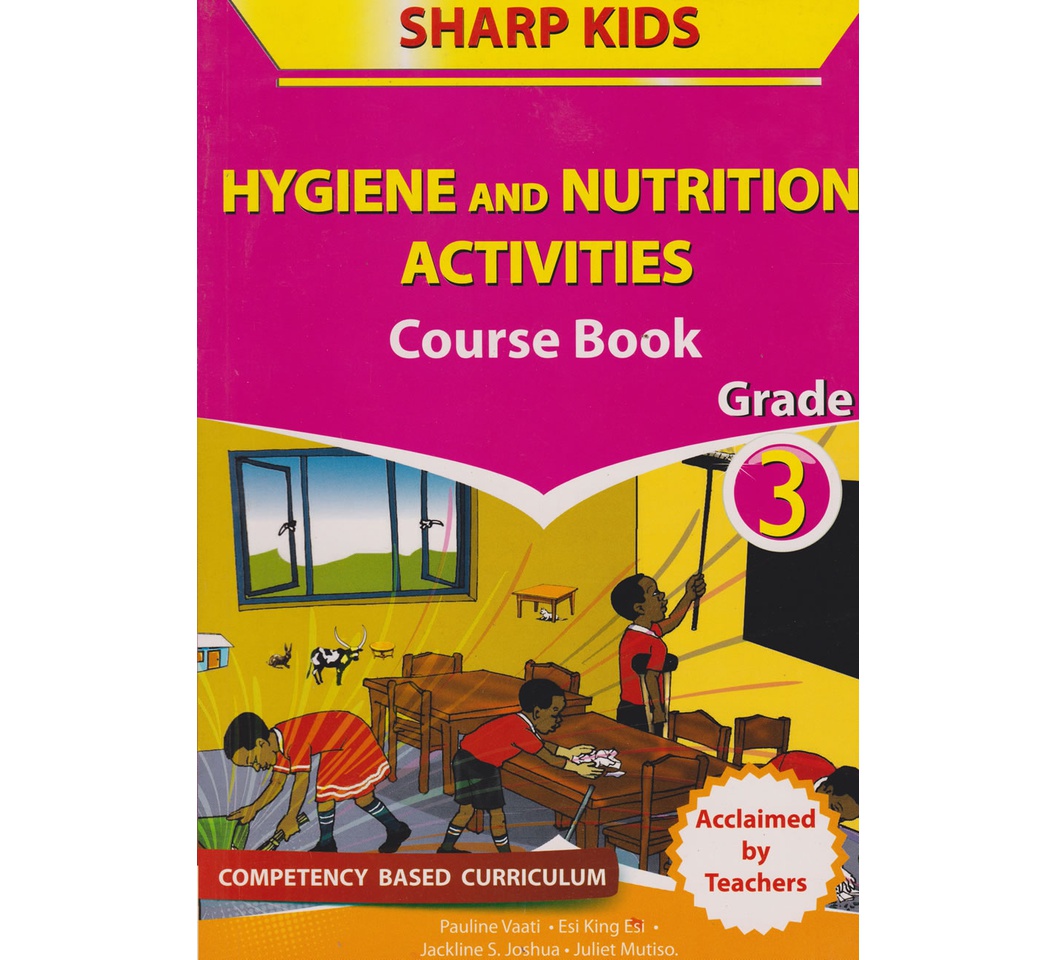 SHARP KIDS
HYGIENE AND NUTRITION
ACTIVITIES
Course Book
Grade
3
Acclaimed
by
Teachers
COMPETENCY BASED CURRICULUM
Pauline Vaati • Esi King Esi •
Jackline S. Joshua • Juliet Mutiso.